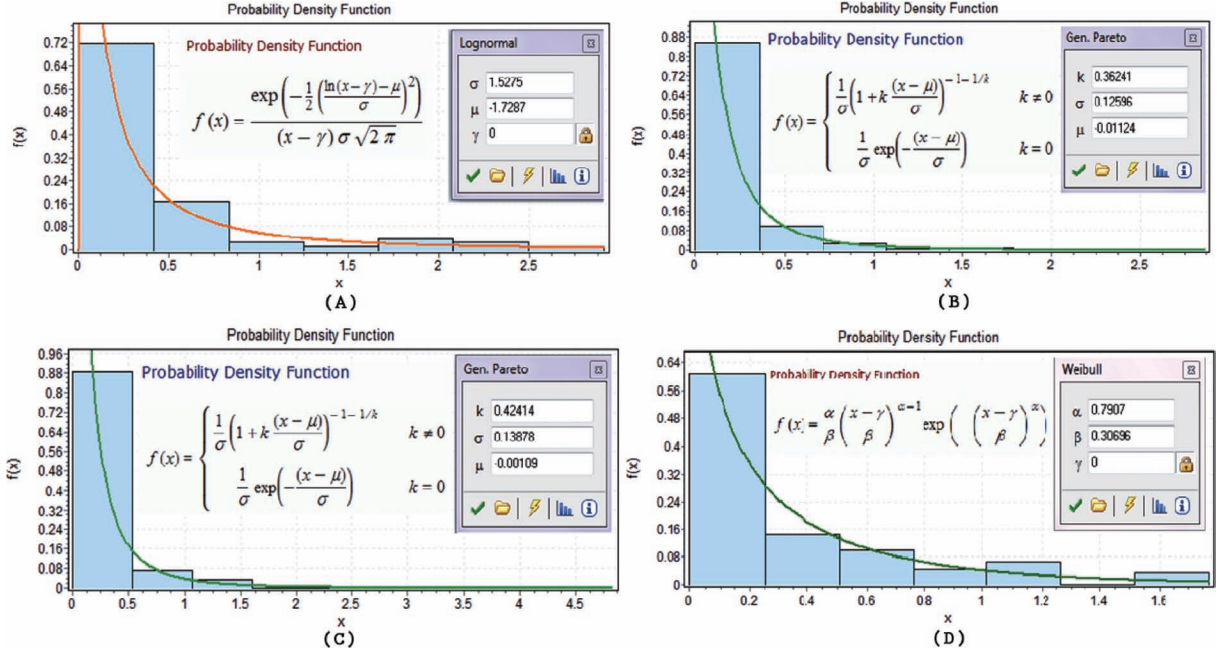 Probability Density Function
Probability Density Function
f(x) = exp(-1/2 ((ln(x-γ)-μ)/σ)^2) / ((x-γ) σ √2 π)
Lognormal
σ 1.5275
μ -1.7287
γ 0
f(x)
0.72
0.64
0.56
0.48
0.4
0.32
0.24
0.16
0.08
0
0 0.5 1 1.5 2 2.5
x
(A)
Probability Density Function
Probability Density Function
f(x) = { 1/σ (1+k (x-μ)/σ)^(-1-1/k) k ≠ 0
1/σ exp(-(x-μ)/σ) k = 0
Gen. Pareto
k 0.36241
σ 0.12596
μ -0.01124
f(x)
0.88
0.8
0.72
0.64
0.56
0.48
0.4
0.32
0.24
0.16
0.08
0
0 0.5 1 1.5 2 2.5
x
(B)
Probability Density Function
Probability Density Function
f(x) = { 1/σ (1+k (x-μ)/σ)^(-1-1/k) k ≠ 0
1/σ exp(-(x-μ)/σ) k = 0
Gen. Pareto
k 0.42414
σ 0.13878
μ -0.00109
f(x)
0.96
0.88
0.8
0.72
0.64
0.56
0.48
0.4
0.32
0.24
0.16
0.08
0
0 0.5 1 1.5 2 2.5 3 3.5 4 4.5
x
(C)
Probability Density Function
Probability Density Function
f(x) = α/β ((x-γ)/β)^(α-1) exp( ((x-γ)/β)^α)
Weibull
α 0.7907
β 0.30696
γ 0
f(x)
0.64
0.56
0.48
0.4
0.32
0.24
0.16
0.08
0
0 0.2 0.4 0.6 0.8 1 1.2 1.4 1.6
x
(D)